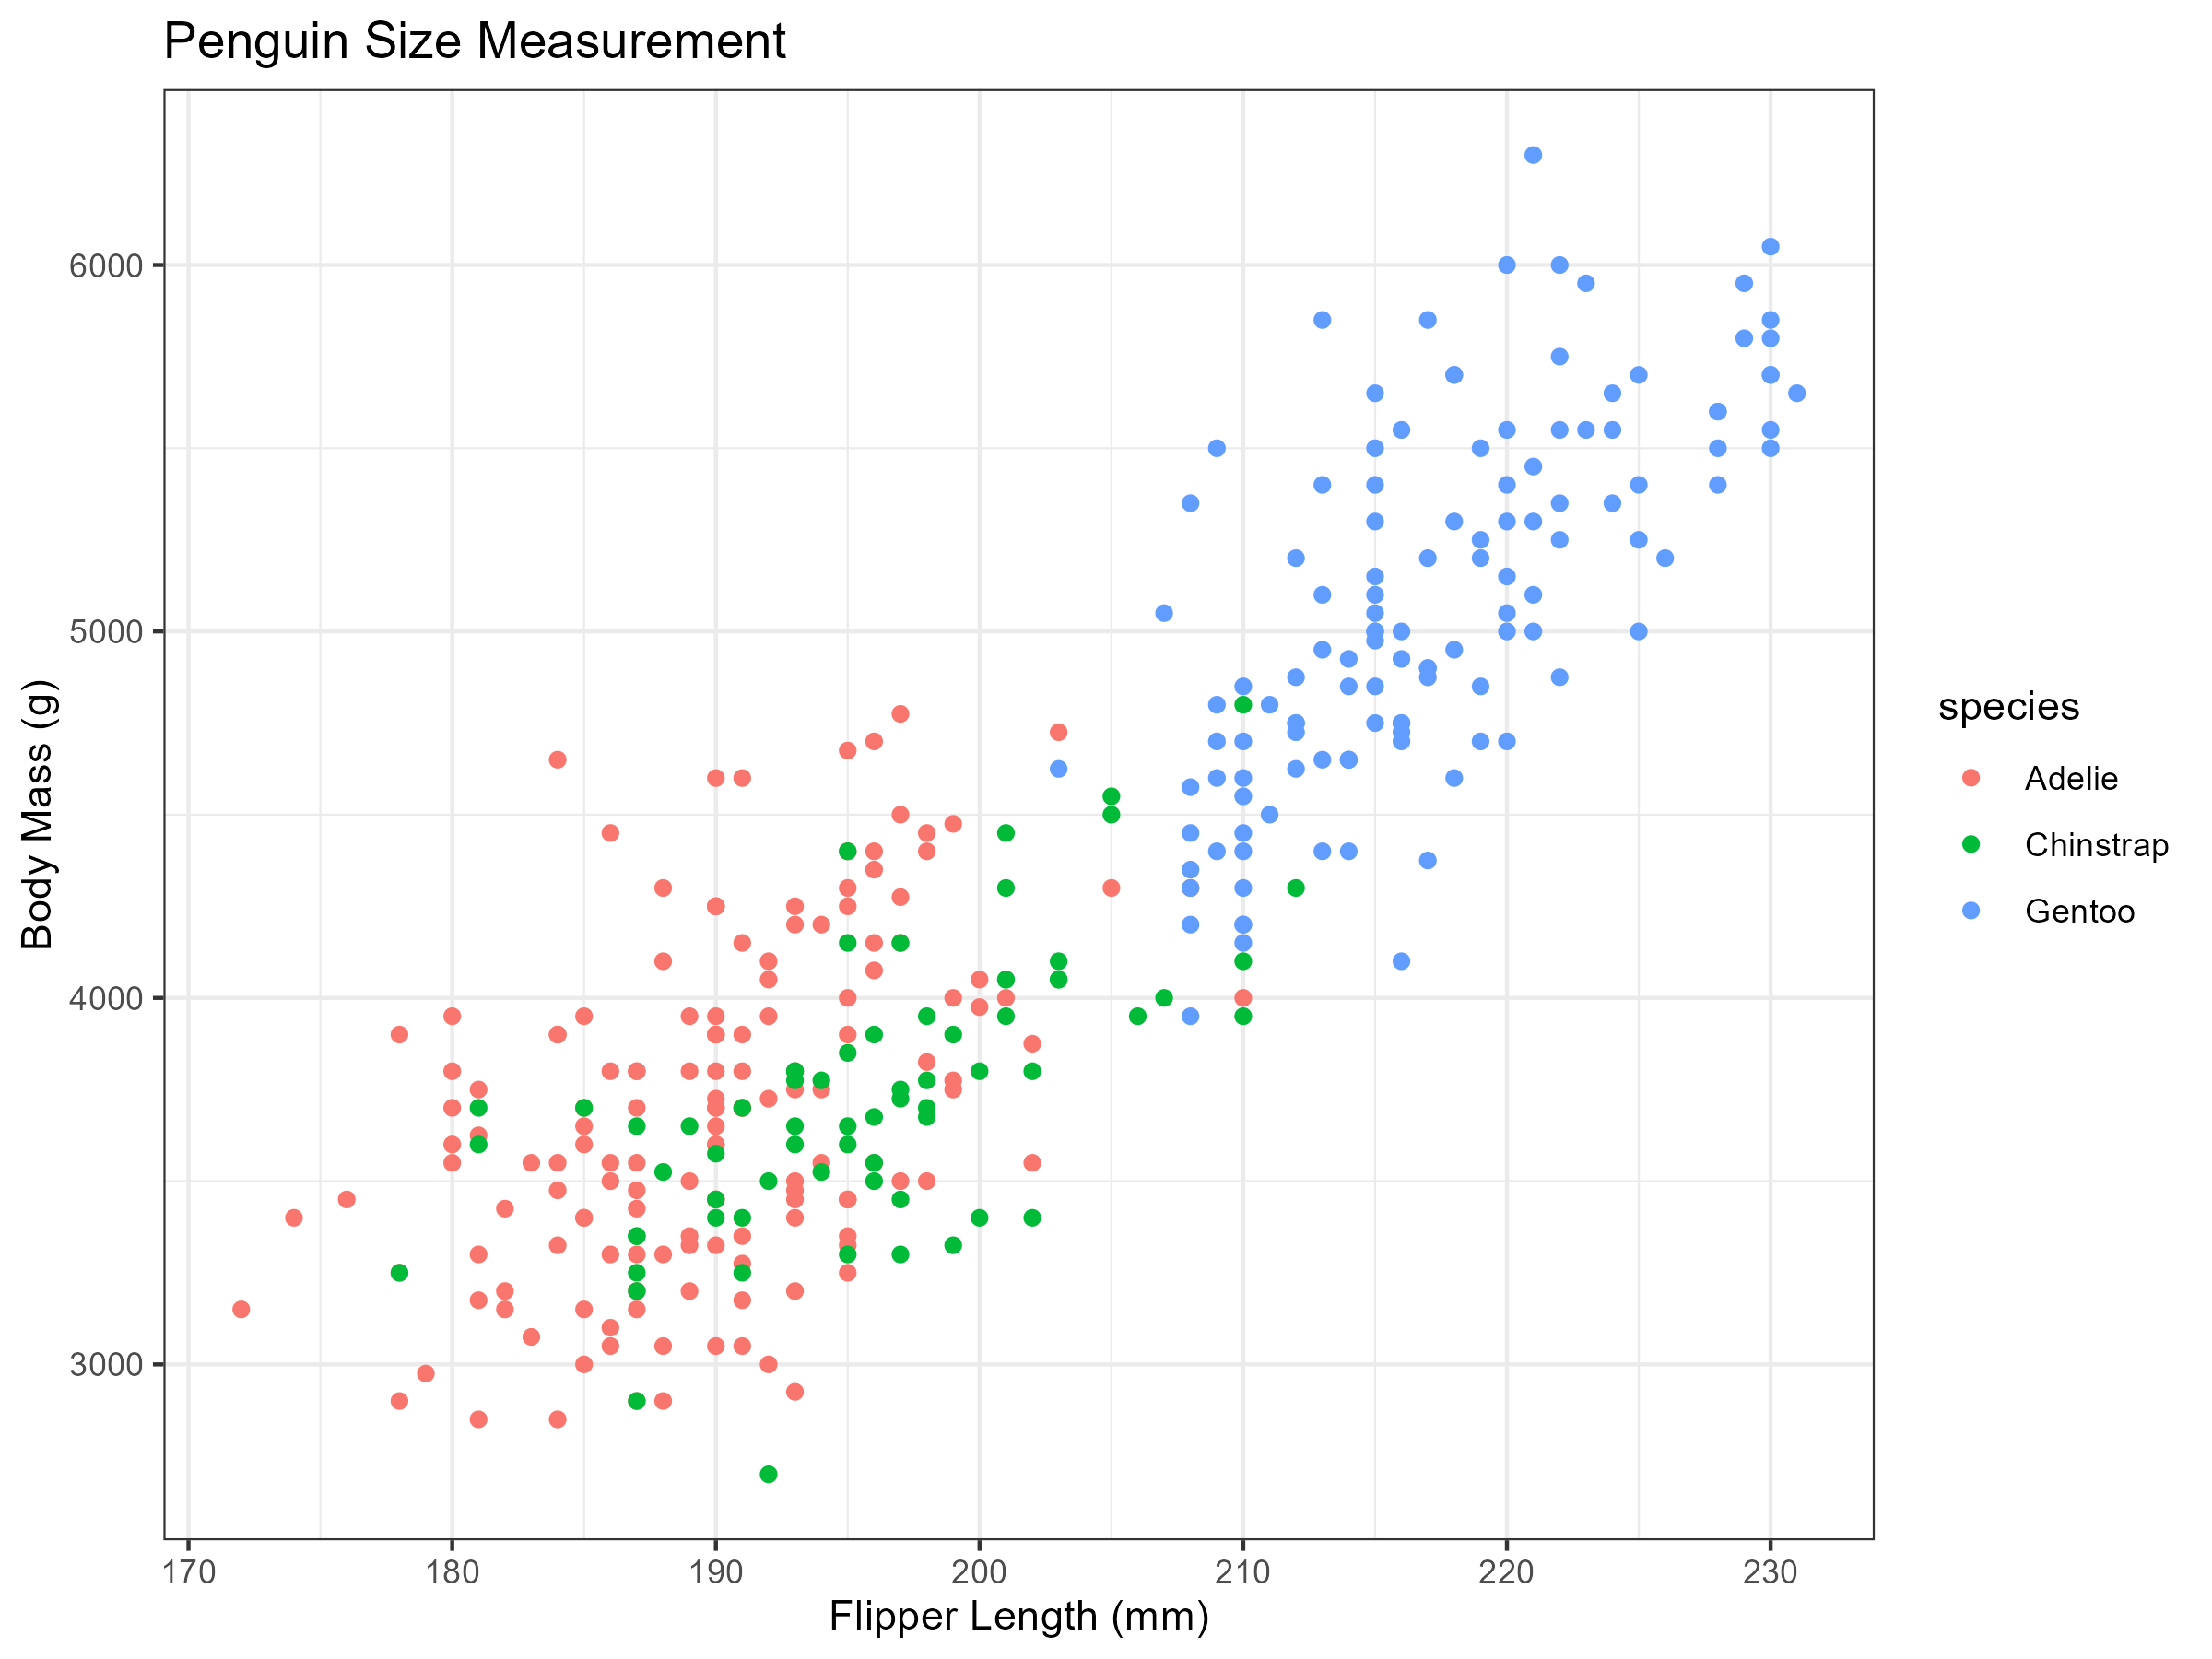 Penguin Size Measurement
6000
5000
4000
3000
Body Mass (g)
170 180 190 200 210 220 230
Flipper Length (mm)
species
Adelie
Chinstrap
Gentoo